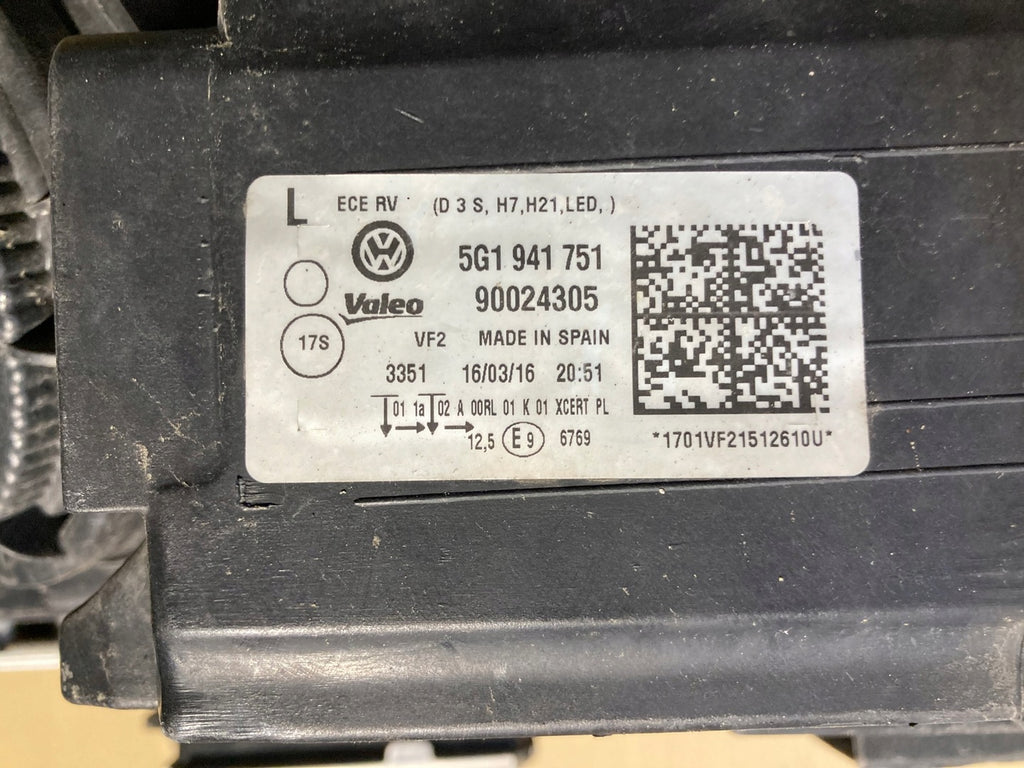 L ECE RV (D 3 S, H7,H21,LED, )
5G1 941 751
Valeo 90024305
17S VF2 MADE IN SPAIN
3351 16/03/16 20:51
01 1a 02 A 00RL 01 K 01 XCERT PL
12,5 E9 6769 *1701VF21512610U*